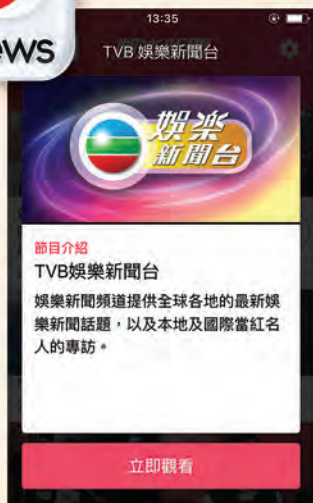 ews
13:35
TVB 娛樂新聞台
娛樂
新聞台
節目介紹
TVB娛樂新聞台
娛樂新聞頻道提供全球各地的最新娛
樂新聞話題，以及本地及國際當紅名
人的專訪。
立即觀看